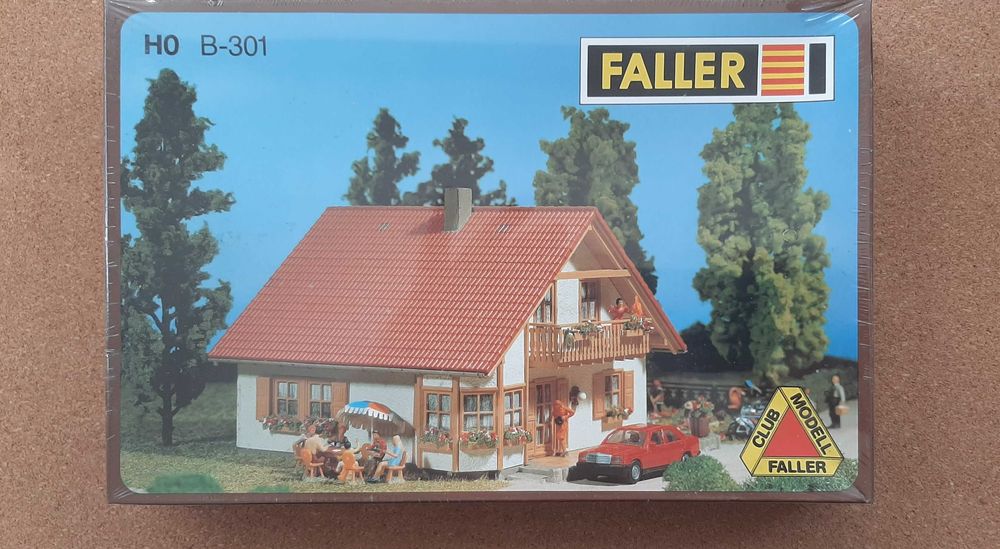 H0 B-301
FALLER
CLUB
MODELL
FALLER